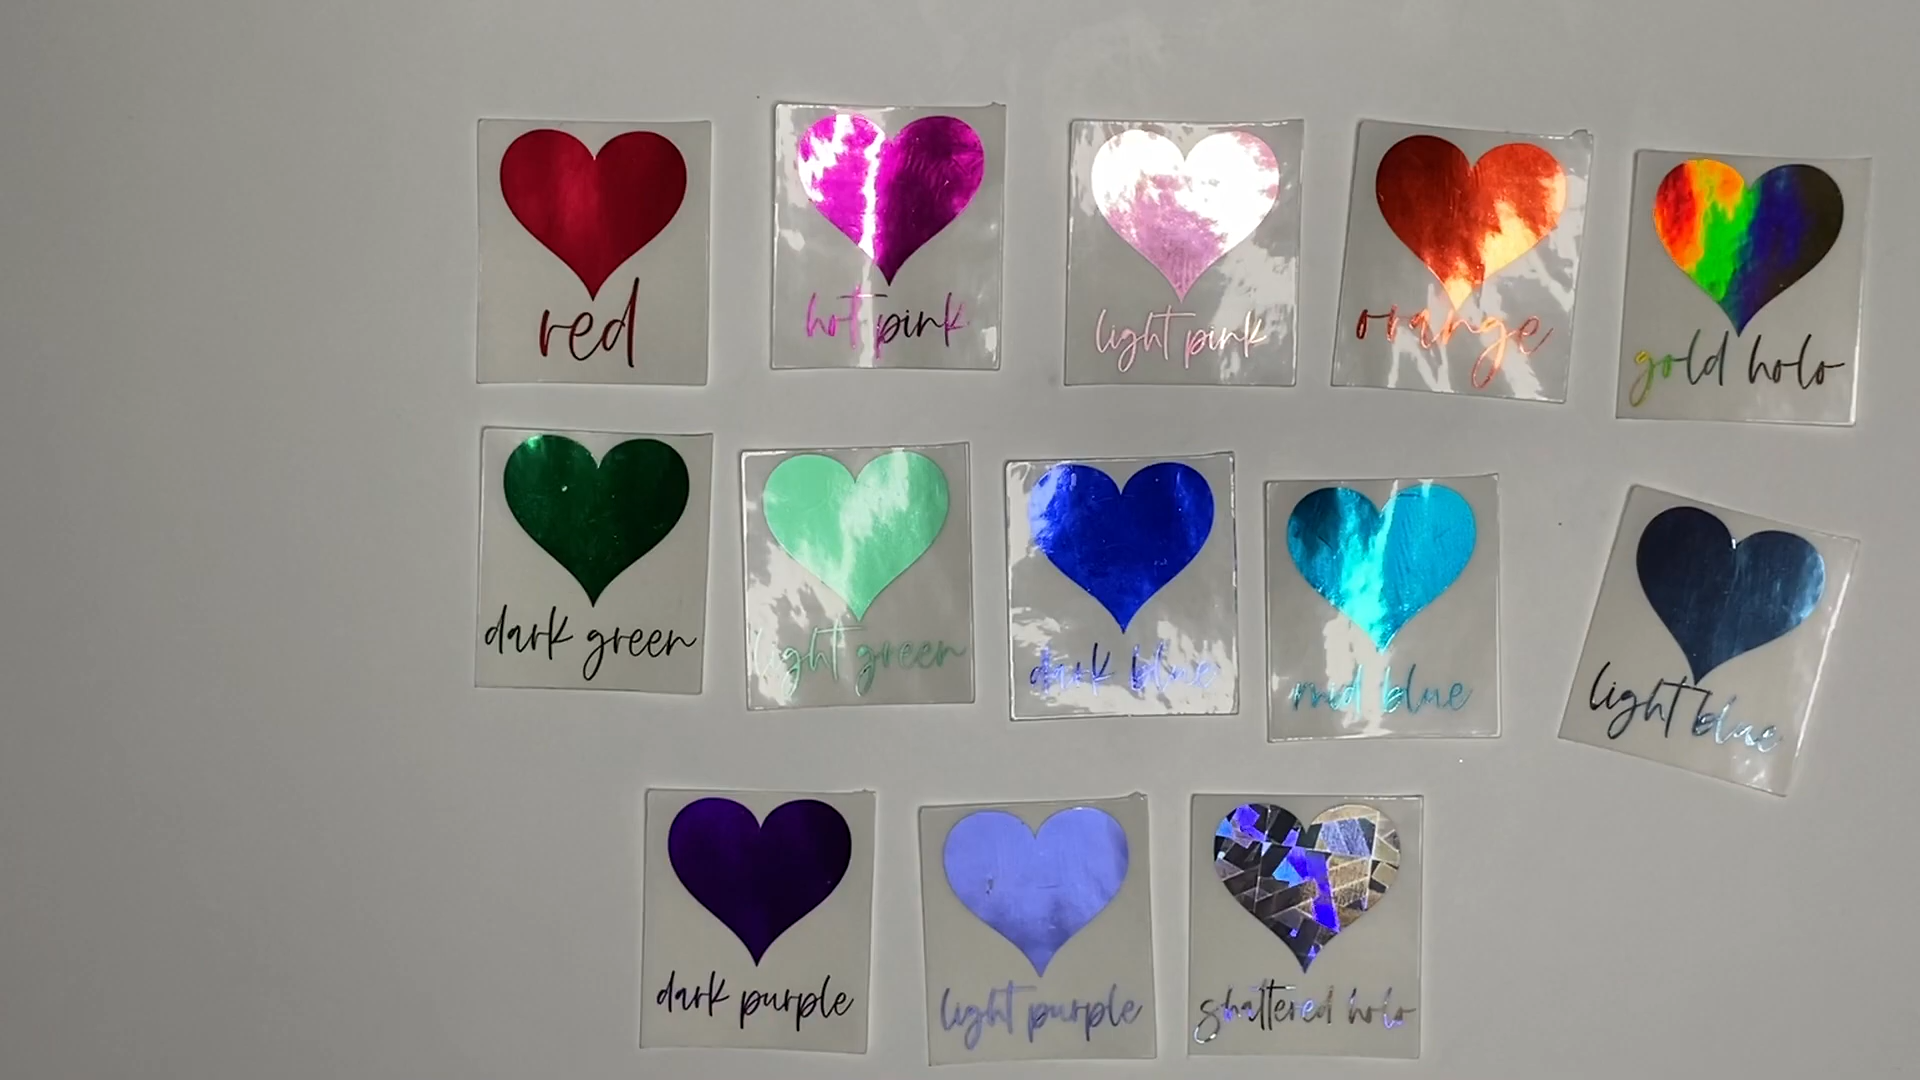 red
hot pink
light pink
orange
gold holo
dark green
light green
dark blue
mid blue
light blue
dark purple
light purple
shattered holo